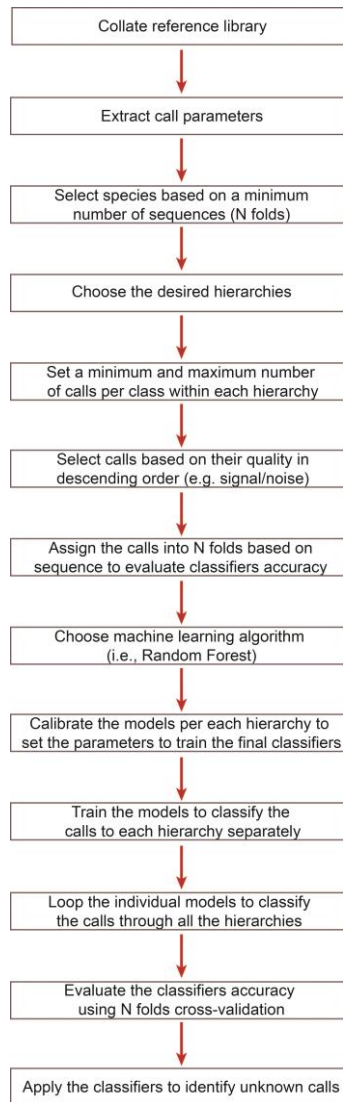 Collate reference library
Extract call parameters
Select species based on a minimum
number of sequences (N folds)
Choose the desired hierarchies
Set a minimum and maximum number
of calls per class within each hierarchy
Select calls based on their quality in
descending order (e.g. signal/noise)
Assign the calls into N folds based on
sequence to evaluate classifiers accuracy
Choose machine learning algorithm
(i.e., Random Forest)
Calibrate the models per each hierarchy to
set the parameters to train the final classifiers
Train the models to classify the
calls to each hierarchy separately
Loop the individual models to classify
the calls through all the hierarchies
Evaluate the classifiers accuracy
using N folds cross-validation
Apply the classifiers to identify unknown calls